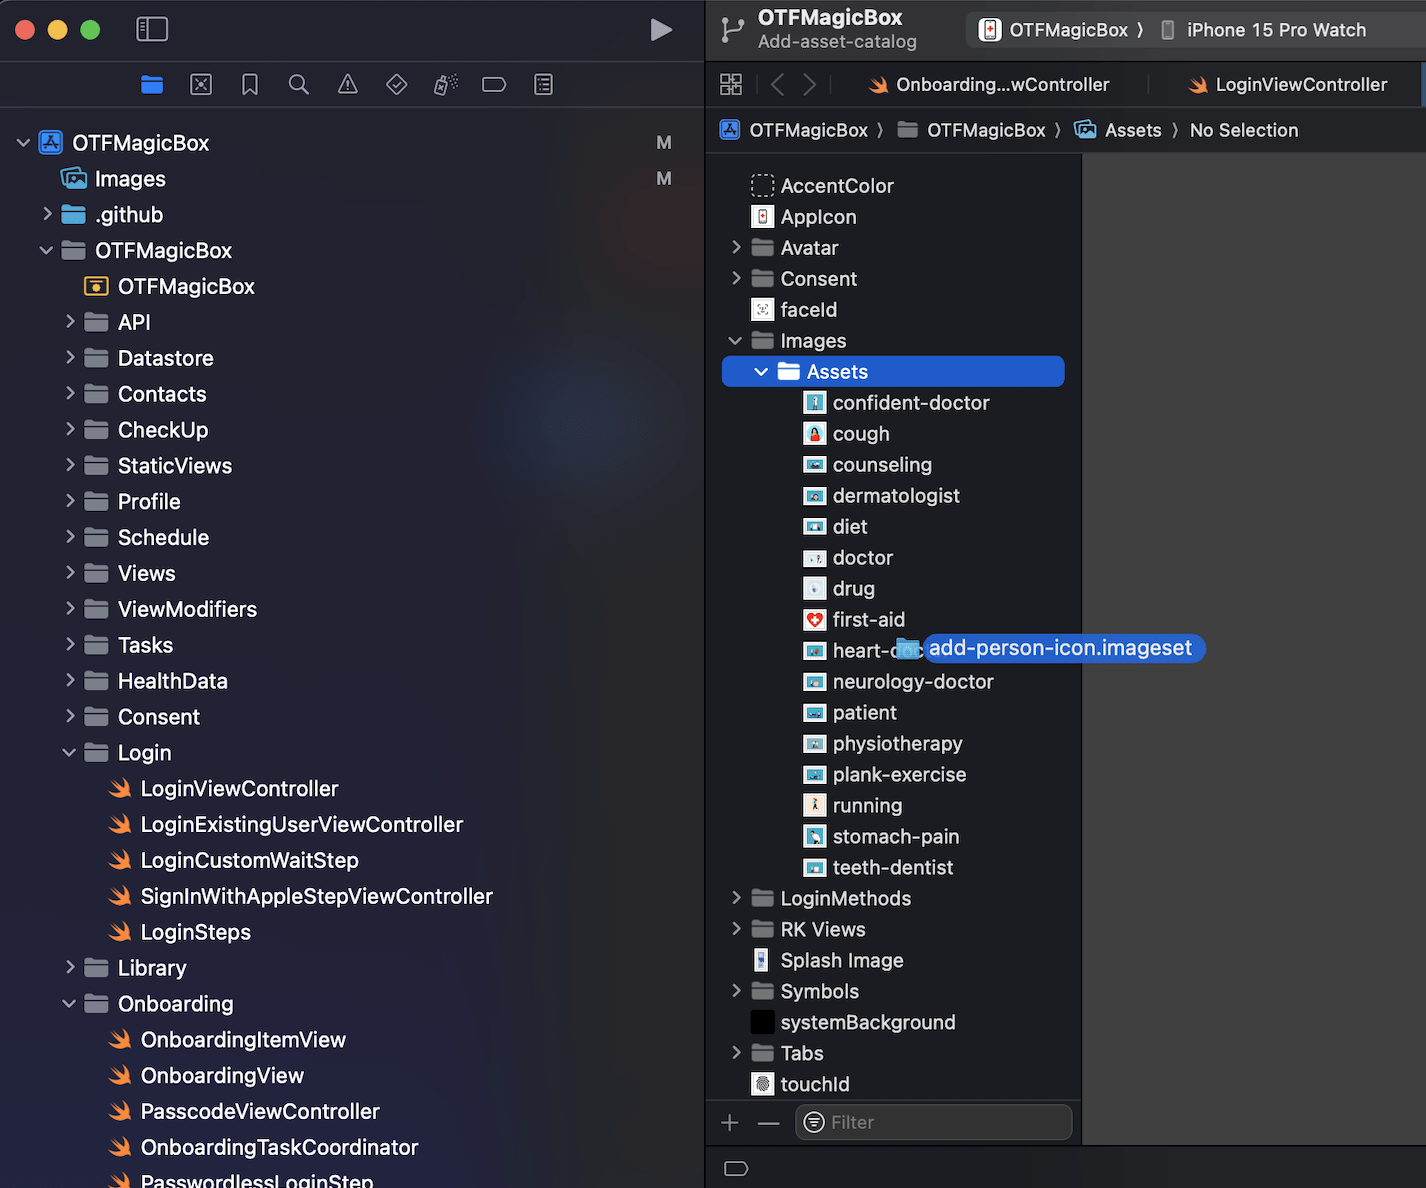 OTFMagicBox
Add-asset-catalog
OTFMagicBox 〉 iPhone 15 Pro Watch
Onboarding...wController
LoginViewController
OTFMagicBox 〉 OTFMagicBox 〉 Assets 〉 No Selection
OTFMagicBox M
Images M
.github
OTFMagicBox
OTFMagicBox
API
Datastore
Contacts
CheckUp
StaticViews
Profile
Schedule
Views
ViewModifiers
Tasks
HealthData
Consent
Login
LoginViewController
LoginExistingUserViewController
LoginCustomWaitStep
SignInWithAppleStepViewController
LoginSteps
Library
Onboarding
OnboardingItemView
OnboardingView
PasscodeViewController
OnboardingTaskCoordinator
PasswordlessLoginStep
AccentColor
AppIcon
Avatar
Consent
faceId
Images
Assets
confident-doctor
cough
counseling
dermatologist
diet
doctor
drug
first-aid
heart-doc
add-person-icon.imageset
neurology-doctor
patient
physiotherapy
plank-exercise
running
stomach-pain
teeth-dentist
LoginMethods
RK Views
Splash Image
Symbols
systemBackground
Tabs
touchId
Filter